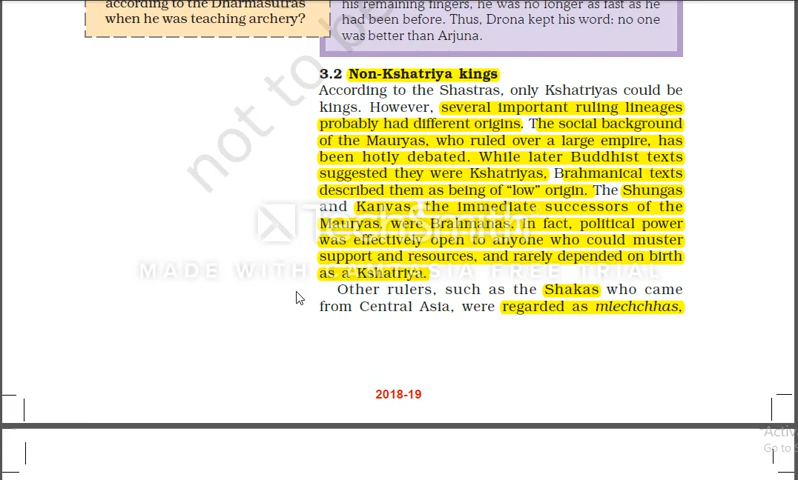 according to the Dharmasutras
when he was teaching archery?
his remaining fingers, he was no longer as fast as he
had been before. Thus, Drona kept his word: no one
was better than Arjuna.
3.2 Non-Kshatriya kings
According to the Shastras, only Kshatriyas could be
kings. However, several important ruling lineages
probably had different origins. The social background
of the Mauryas, who ruled over a large empire, has
been hotly debated. While later Buddhist texts
suggested they were Kshatriyas, Brahmanical texts
described them as being of “low” origin. The Shungas
and Kanvas, the immediate successors of the
Mauryas, were Brahmanas. In fact, political power
was effectively open to anyone who could muster
support and resources, and rarely depended on birth
as a Kshatriya.
Other rulers, such as the Shakas who came
from Central Asia, were regarded as mlechchhas,
not to be
TechSmith
MADE WITH CAMTASIA FREE TRIAL
2018-19
Activ
Go to S